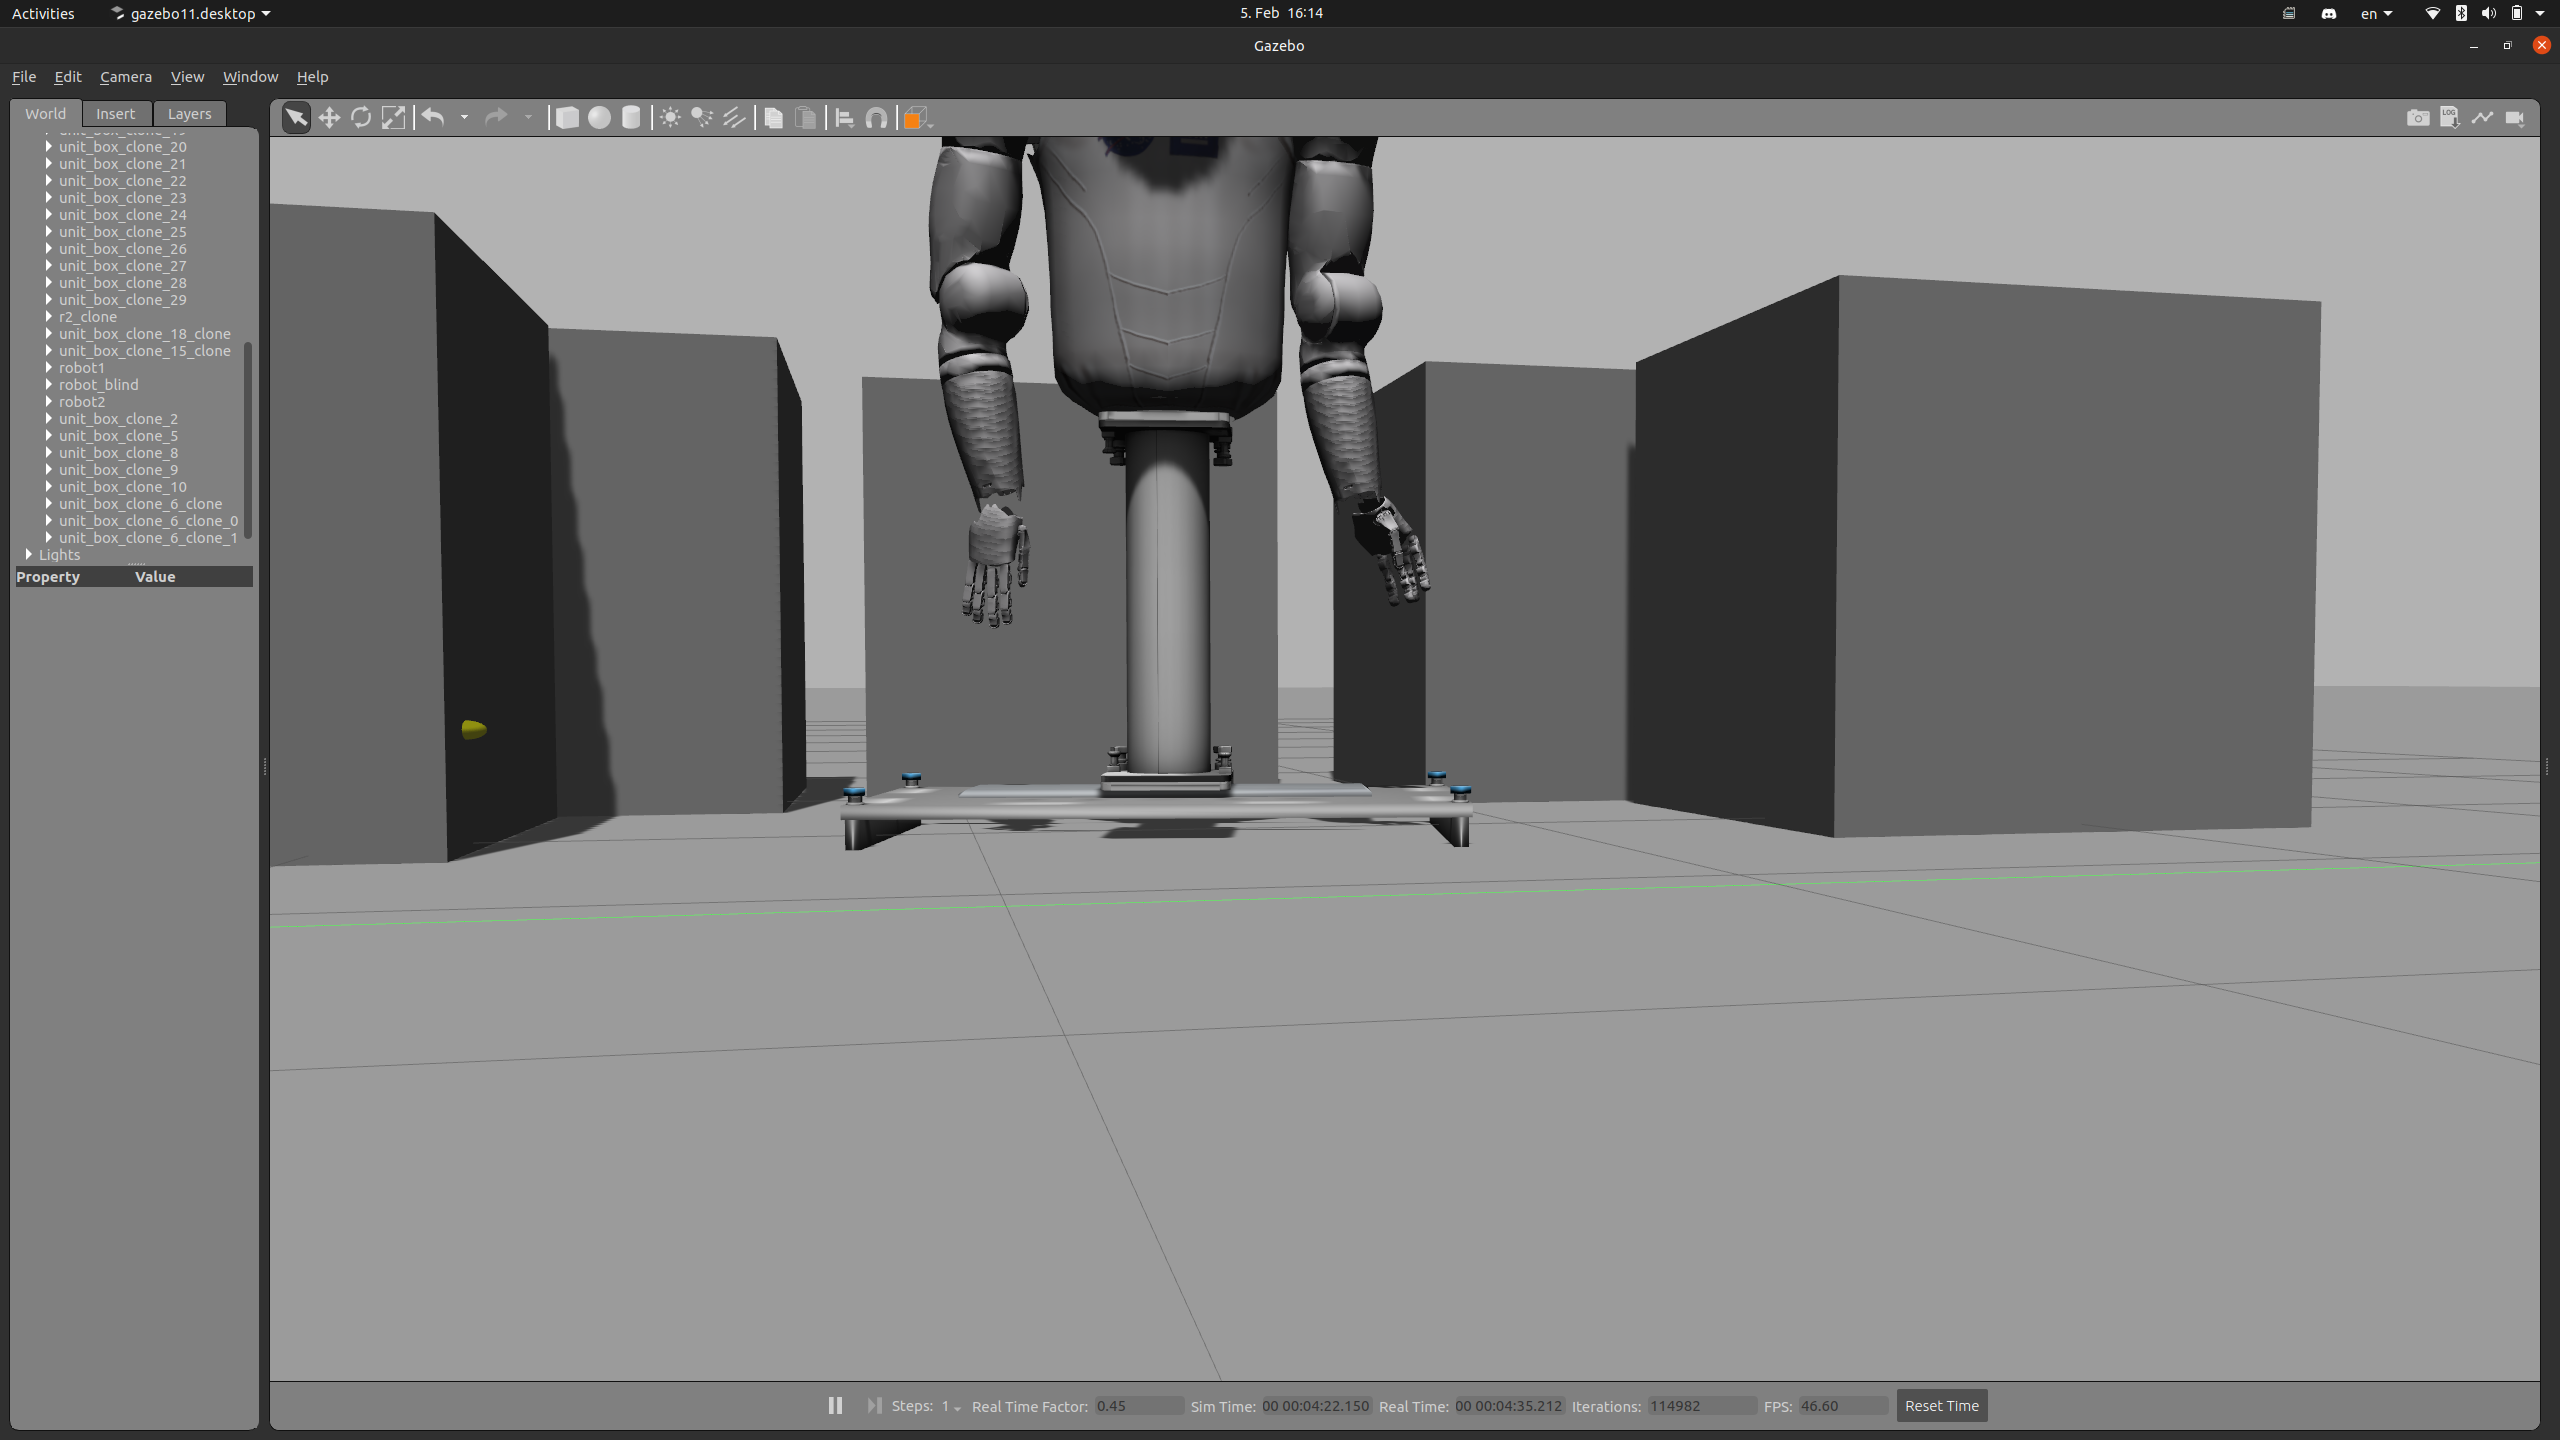 Activities gazebo11.desktop 5. Feb 16:14 en
Gazebo
File Edit Camera View Window Help
World Insert Layers
unit_box_clone_19
unit_box_clone_20
unit_box_clone_21
unit_box_clone_22
unit_box_clone_23
unit_box_clone_24
unit_box_clone_25
unit_box_clone_26
unit_box_clone_27
unit_box_clone_28
unit_box_clone_29
r2_clone
unit_box_clone_18_clone
unit_box_clone_15_clone
robot1
robot_blind
robot2
unit_box_clone_2
unit_box_clone_5
unit_box_clone_8
unit_box_clone_9
unit_box_clone_10
unit_box_clone_6_clone
unit_box_clone_6_clone_0
unit_box_clone_6_clone_1
Lights
Property Value
LOG
Steps: 1 Real Time Factor: 0.45 Sim Time: 00 00:04:22.150 Real Time: 00 00:04:35.212 Iterations: 114982 FPS: 46.60 Reset Time